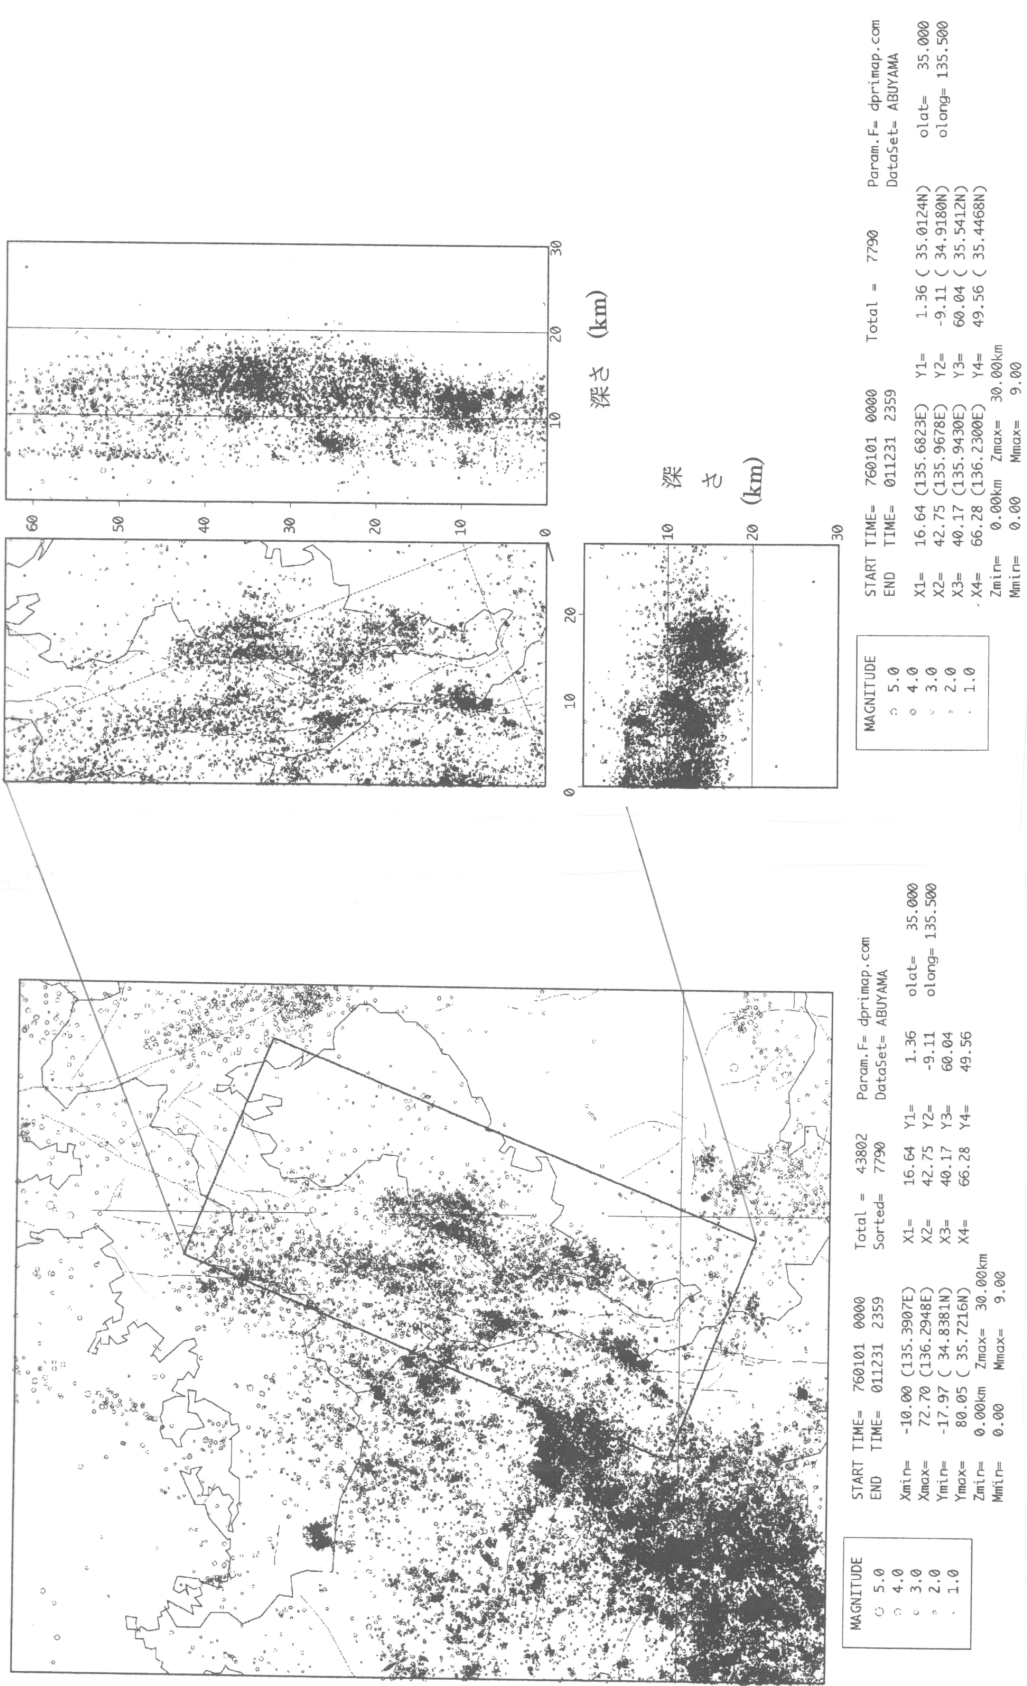 MAGNITUDE
5.0
4.0
3.0
2.0
1.0
START TIME= 760101 0000 Total = 43802 Param.F= dprimap.com
END TIME= 011231 2359 Sorted= 7790 DataSet= ABUYAMA
Xmin= -10.00 (135.3907E) X1= 16.64 Y1= 1.36 olat= 35.000
Xmax= 72.70 (136.2948E) X2= 42.75 Y2= -9.11 olong= 135.500
Ymin= -17.97 ( 34.8381N) X3= 40.17 Y3= 60.04
Ymax= 80.05 ( 35.7216N) X4= 66.28 Y4= 49.56
Zmin= 0.00km Zmax= 30.00km
Mmin= 0.00 Mmax= 9.00
60
50
40
30
20
10
0
10
20
30
深さ (km)
0
10
20
10
20
30
深
さ
(km)
MAGNITUDE
5.0
4.0
3.0
2.0
1.0
START TIME= 760101 0000 Total = 7790 Param.F= dprimap.com
END TIME= 011231 2359 DataSet= ABUYAMA
X1= 16.64 (135.6823E) Y1= 1.36 ( 35.0124N) olat= 35.000
X2= 42.75 (135.9678E) Y2= -9.11 ( 34.9180N) olong= 135.500
X3= 40.17 (135.9430E) Y3= 60.04 ( 35.5412N)
X4= 66.28 (136.2300E) Y4= 49.56 ( 35.4468N)
Zmin= 0.00km Zmax= 30.00km
Mmin= 0.00 Mmax= 9.00